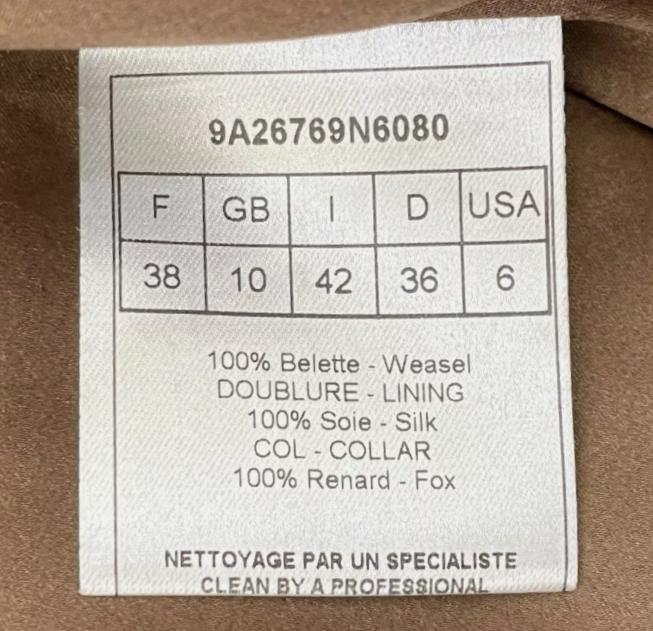 9A26769N6080
F GB I D USA
38 10 42 36 6
100% Belette - Weasel
DOUBLURE - LINING
100% Soie - Silk
COL - COLLAR
100% Renard - Fox
NETTOYAGE PAR UN SPECIALISTE
CLEAN BY A PROFESSIONAL